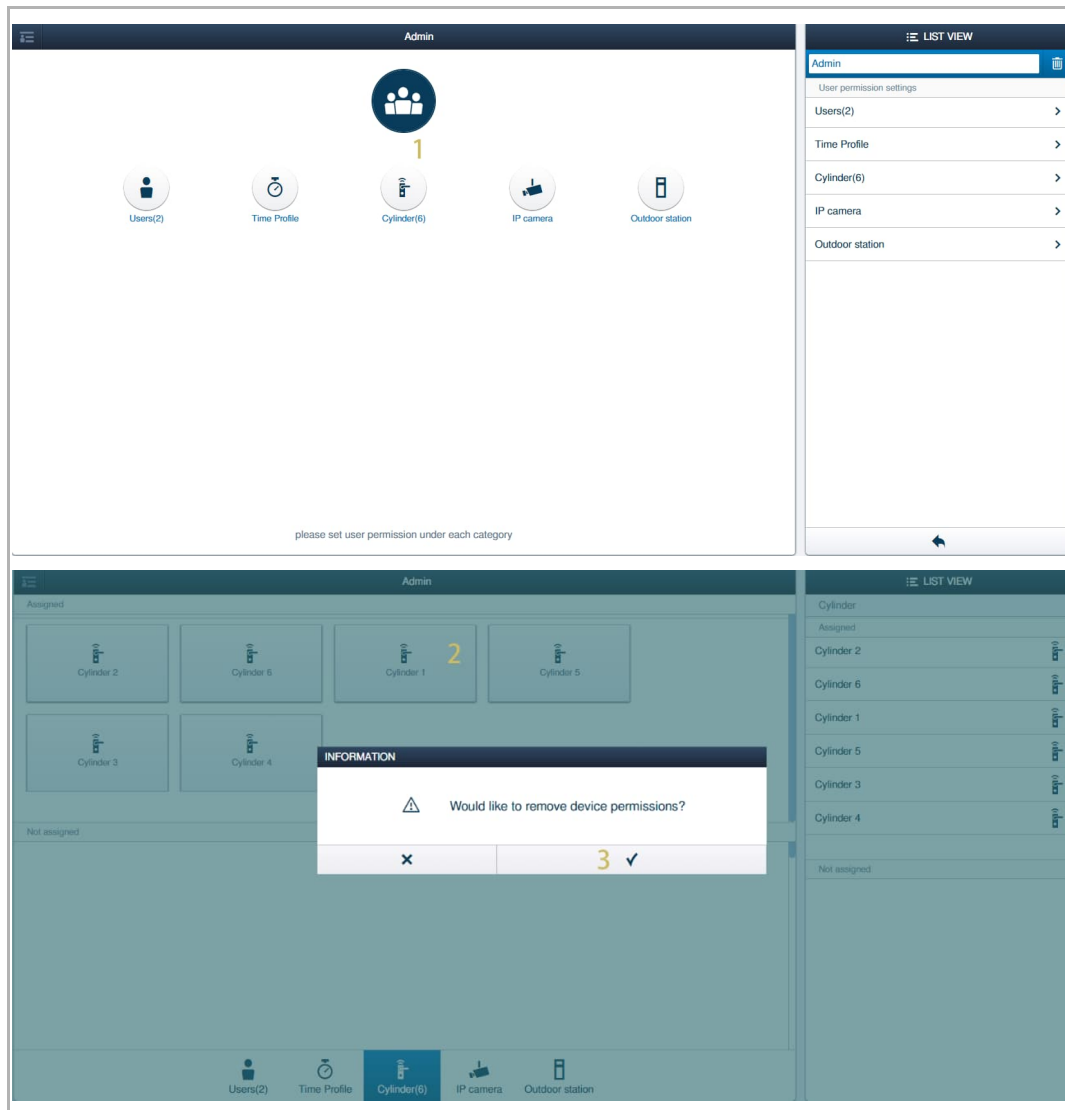 Admin
LIST VIEW
Admin
User permission settings
Users(2)
Time Profile
Cylinder(6)
IP camera
Outdoor station
1
Users(2)
Time Profile
Cylinder(6)
IP camera
Outdoor station
please set user permission under each category
Admin
LIST VIEW
Assigned
Cylinder 2
Cylinder 6
Cylinder 1
2
Cylinder 5
Cylinder 3
Cylinder 4
INFORMATION
Would like to remove device permissions?
3
Not assigned
Users(2)
Time Profile
Cylinder(6)
IP camera
Outdoor station
Cylinder
Assigned
Cylinder 2
Cylinder 6
Cylinder 1
Cylinder 5
Cylinder 3
Cylinder 4
Not assigned